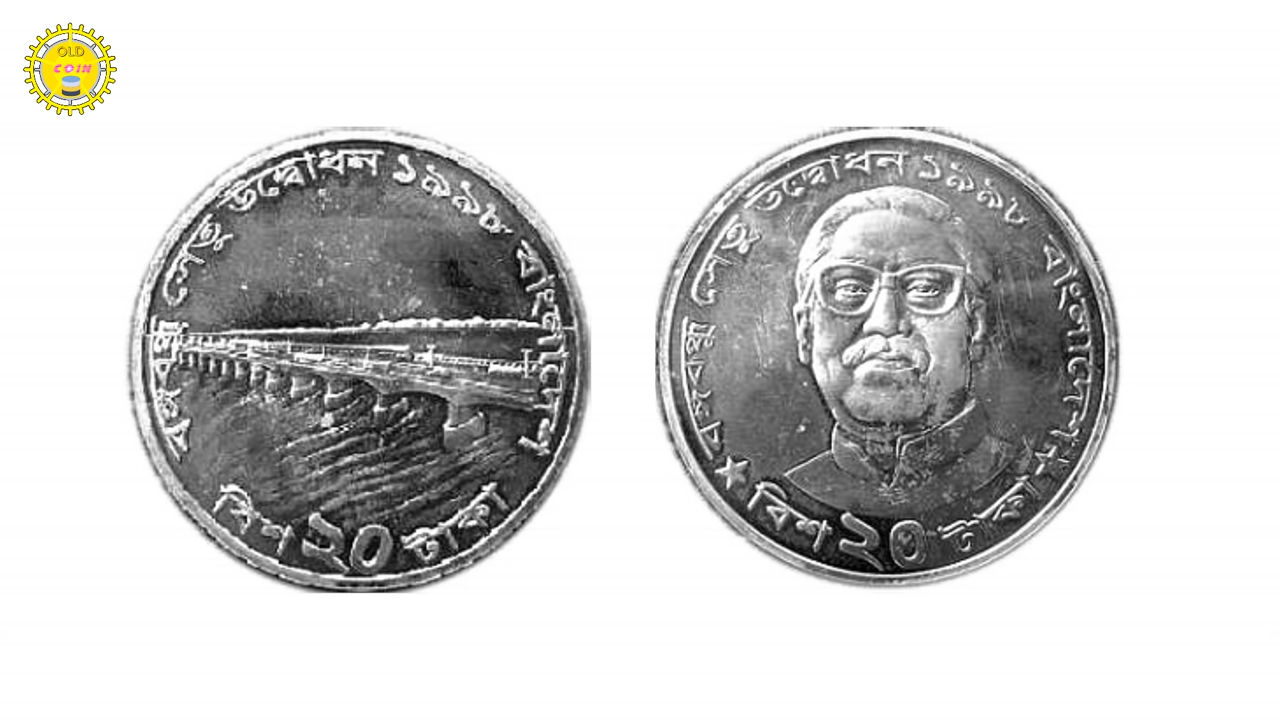 OLD
COIN
বঙ্গবন্ধু সেতু উদ্বোধন ১৯৯৮ বাংলাদেশ
বিশ ২০ টাকা
বঙ্গবন্ধু সেতু উদ্বোধন ১৯৯৮ বাংলাদেশ
বিশ ২০ টাকা